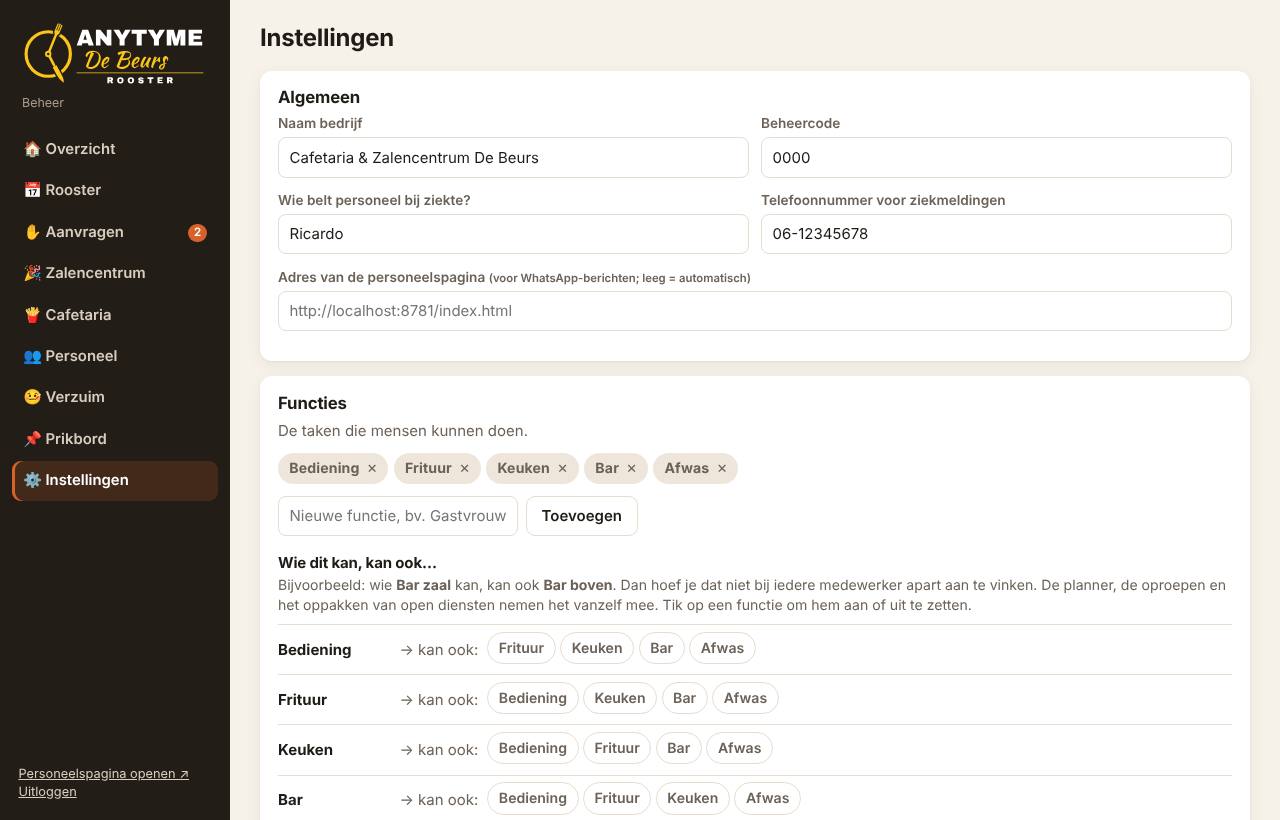 ANYTYME
De Beurs
ROOSTER
Beheer
Overzicht
Rooster
Aanvragen 2
Zalencentrum
Cafetaria
Personeel
Verzuim
Prikbord
Instellingen
Personeelspagina openen ↗
Uitloggen
Instellingen
Algemeen
Naam bedrijf
Cafetaria & Zalencentrum De Beurs
Beheercode
0000
Wie belt personeel bij ziekte?
Ricardo
Telefoonnummer voor ziekmeldingen
06-12345678
Adres van de personeelspagina (voor WhatsApp-berichten; leeg = automatisch)
http://localhost:8781/index.html
Functies
De taken die mensen kunnen doen.
Bediening × Frituur × Keuken × Bar × Afwas ×
Nieuwe functie, bv. Gastvrouw Toevoegen
Wie dit kan, kan ook...
Bijvoorbeeld: wie Bar zaal kan, kan ook Bar boven. Dan hoef je dat niet bij iedere medewerker apart aan te vinken. De planner, de oproepen en
het oppakken van open diensten nemen het vanzelf mee. Tik op een functie om hem aan of uit te zetten.
Bediening → kan ook: Frituur Keuken Bar Afwas
Frituur → kan ook: Bediening Keuken Bar Afwas
Keuken → kan ook: Bediening Frituur Bar Afwas
Bar → kan ook: Bediening Frituur Keuken Afwas